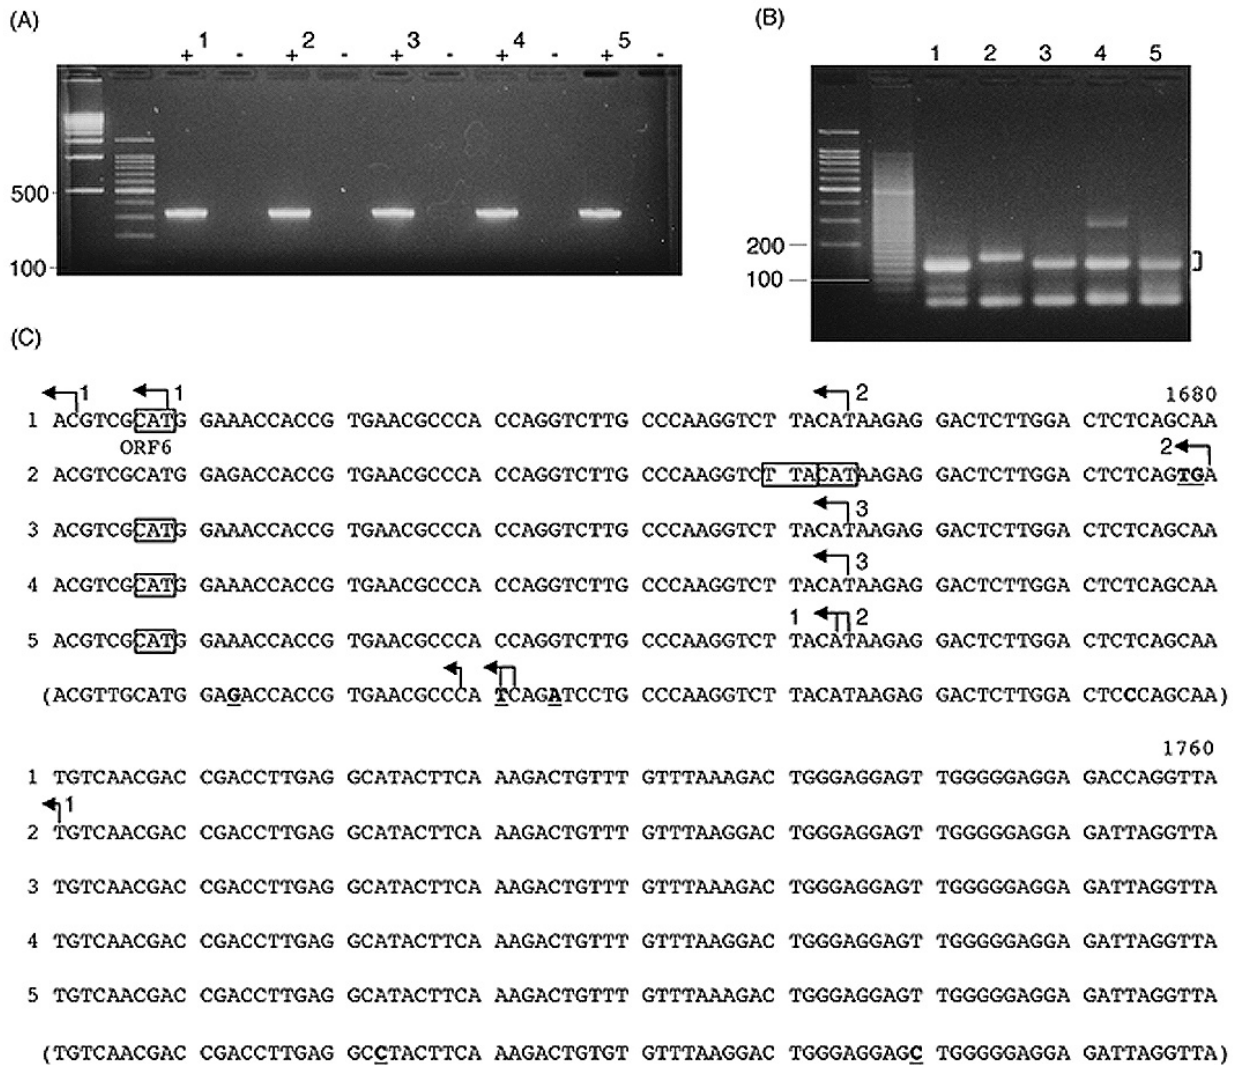 (A)
1 2 3 4 5
+ - + - + - + - + -
500
100
(B)
1 2 3 4 5
200
100
(C)
1 1 2 1680
1 ACGTCGCATG GAAACCACCG TGAACGCCCA CCAGGTCTTG CCCAAGGTCT TACATAAGAG GACTCTTGGA CTCTCAGCAA
ORF6
2
2 ACGTCGCATG GAGACCACCG TGAACGCCCA CCAGGTCTTG CCCAAGGTCT TACATAAGAG GACTCTTGGA CTCTCAGTGA
3
3 ACGTCGCATG GAAACCACCG TGAACGCCCA CCAGGTCTTG CCCAAGGTCT TACATAAGAG GACTCTTGGA CTCTCAGCAA
3
4 ACGTCGCATG GAAACCACCG TGAACGCCCA CCAGGTCTTG CCCAAGGTCT TACATAAGAG GACTCTTGGA CTCTCAGCAA
1 2
5 ACGTCGCATG GAAACCACCG TGAACGCCCA CCAGGTCTTG CCCAAGGTCT TACATAAGAG GACTCTTGGA CTCTCAGCAA
(ACGTTGCATG GAGACCACCG TGAACGCCCA TCAGATCCTG CCCAAGGTCT TACATAAGAG GACTCTTGGA CTCCCAGCAA)
1760
1 TGTCAACGAC CGACCTTGAG GCATACTTCA AAGACTGTTT GTTTAAAGAC TGGGAGGAGT TGGGGGAGGA GACCAGGTTA
1
2 TGTCAACGAC CGACCTTGAG GCATACTTCA AAGACTGTTT GTTTAAGGAC TGGGAGGAGT TGGGGGAGGA GATTAGGTTA
3 TGTCAACGAC CGACCTTGAG GCATACTTCA AAGACTGTTT GTTTAAAGAC TGGGAGGAGT TGGGGGAGGA GATTAGGTTA
4 TGTCAACGAC CGACCTTGAG GCATACTTCA AAGACTGTTT GTTTAAGGAC TGGGAGGAGT TGGGGGAGGA GATTAGGTTA
5 TGTCAACGAC CGACCTTGAG GCATACTTCA AAGACTGTTT GTTTAAAGAC TGGGAGGAGT TGGGGGAGGA GATTAGGTTA
(TGTCAACGAC CGACCTTGAG GCCTACTTCA AAGACTGTGT GTTTAAGGAC TGGGAGGAGC TGGGGGAGGA GATTAGGTTA)